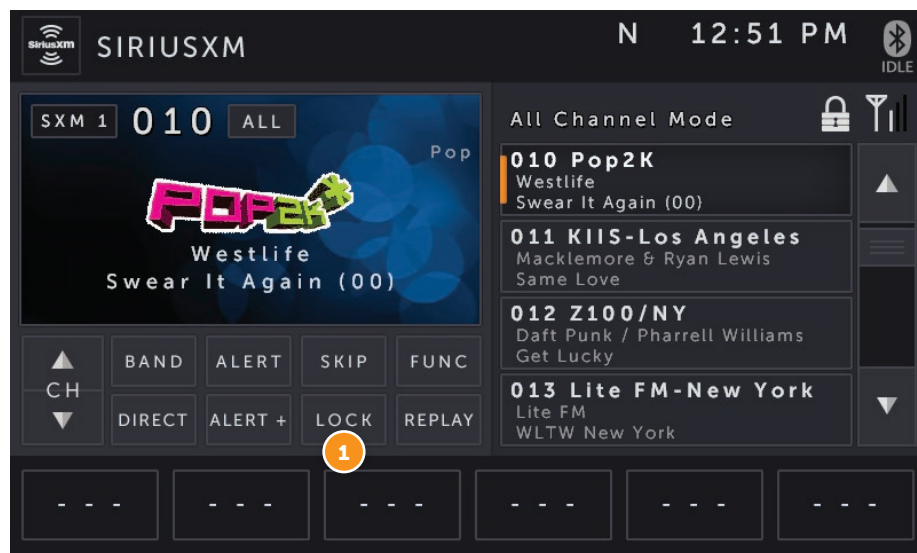 SiriusXm SIRIUSXM N 12:51 PM
IDLE
SXM 1 010 ALL
Pop
POP2K
Westlife
Swear It Again (00)
All Channel Mode
010 Pop2K
Westlife
Swear It Again (00)
011 KIIS-Los Angeles
Macklemore & Ryan Lewis
Same Love
012 Z100/NY
Daft Punk / Pharrell Williams
Get Lucky
013 Lite FM-New York
Lite FM
WLTW New York
CH
BAND ALERT SKIP FUNC
DIRECT ALERT + LOCK REPLAY
1
- - - - - - - - - - - - - - - - - -